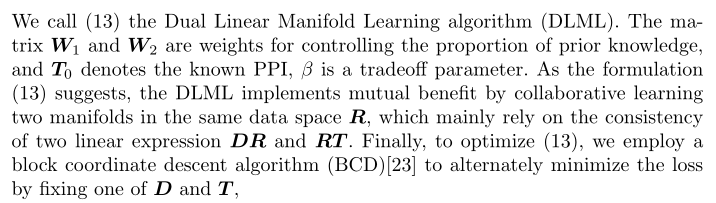 We call (13) the Dual Linear Manifold Learning algorithm (DLML). The ma-
trix W₁ and W₂ are weights for controlling the proportion of prior knowledge,
and T₀ denotes the known PPI, β is a tradeoff parameter. As the formulation
(13) suggests, the DLML implements mutual benefit by collaborative learning
two manifolds in the same data space R, which mainly rely on the consistency
of two linear expression DR and RT. Finally, to optimize (13), we employ a
block coordinate descent algorithm (BCD)[23] to alternately minimize the loss
by fixing one of D and T,